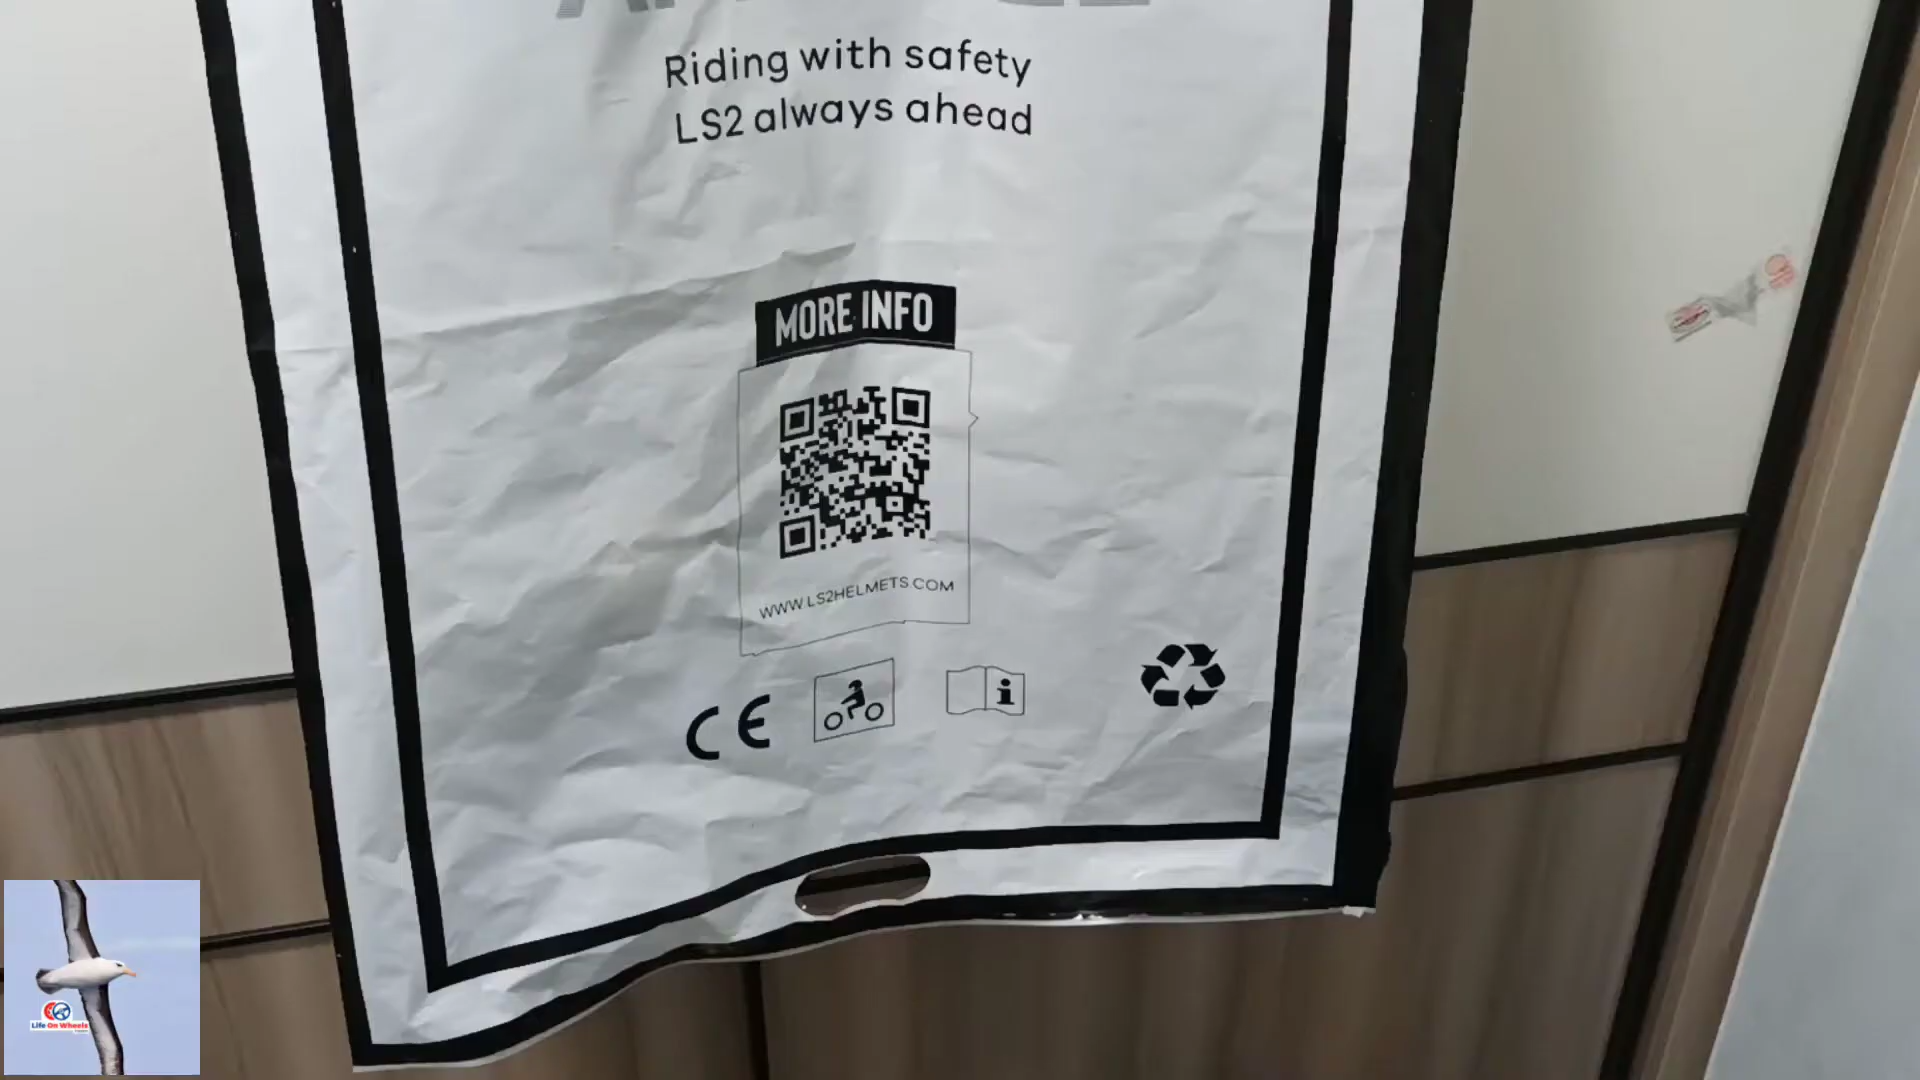 Riding with safety
LS2 always ahead
MORE INFO
WWW.LS2HELMETS.COM
CE
i
Life On Wheels